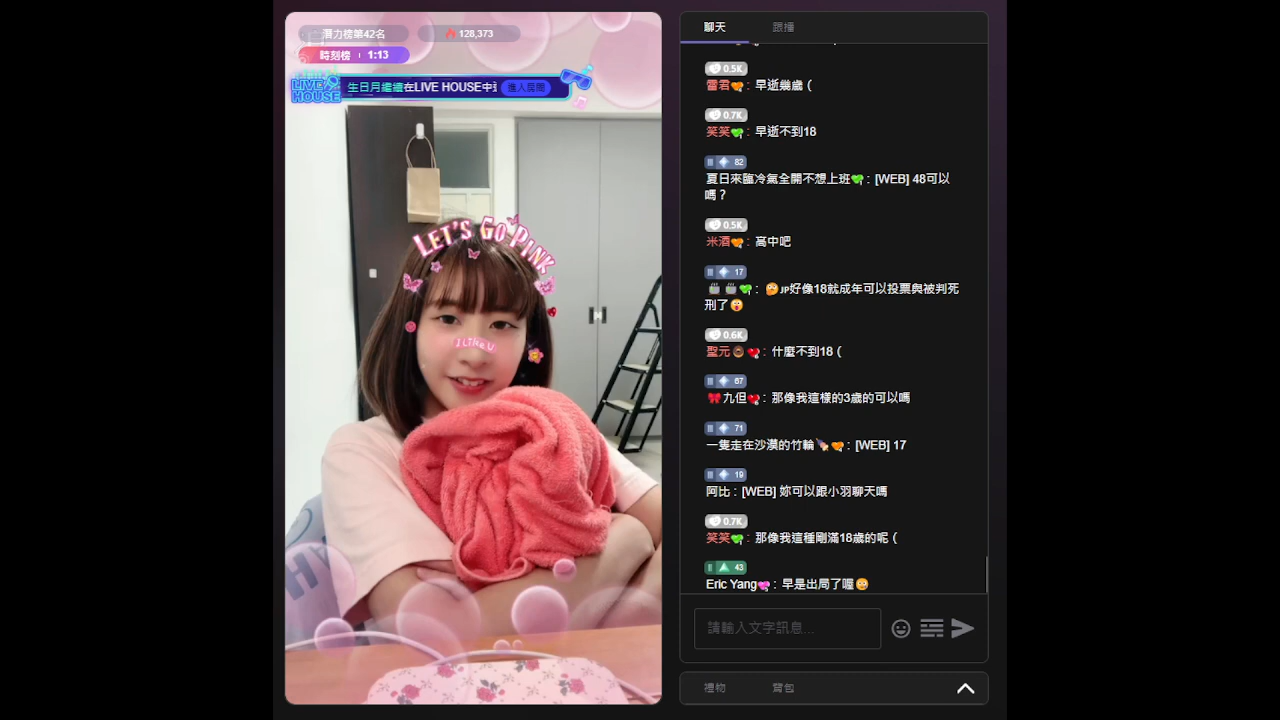 潛力榜第42名
128,373
時刻榜 | 1:13
LIVE HOUSE
生日月繼續在LIVE HOUSE中
進入房間
LET'S GO PINK
I Like U
聊天
跟播
0.5K
雷君: 早逝幾歲 (
0.7K
笑笑: 早逝不到18
82
夏日來臨冷氣全開不想上班: [WEB] 48可以
嗎?
0.5K
米酒: 高中吧
17
: JP好像18就成年可以投票與被判死
刑了
0.6K
聖元: 什麼不到18 (
87
九但: 那像我這樣的3歲的可以嗎
71
一隻走在沙漠的竹輪: [WEB] 17
19
阿比: [WEB] 妳可以跟小羽聊天嗎
0.7K
笑笑: 那像我這種剛滿18歲的呢 (
43
Eric Yang: 早是出局了喔
請輸入文字訊息...
禮物
背包